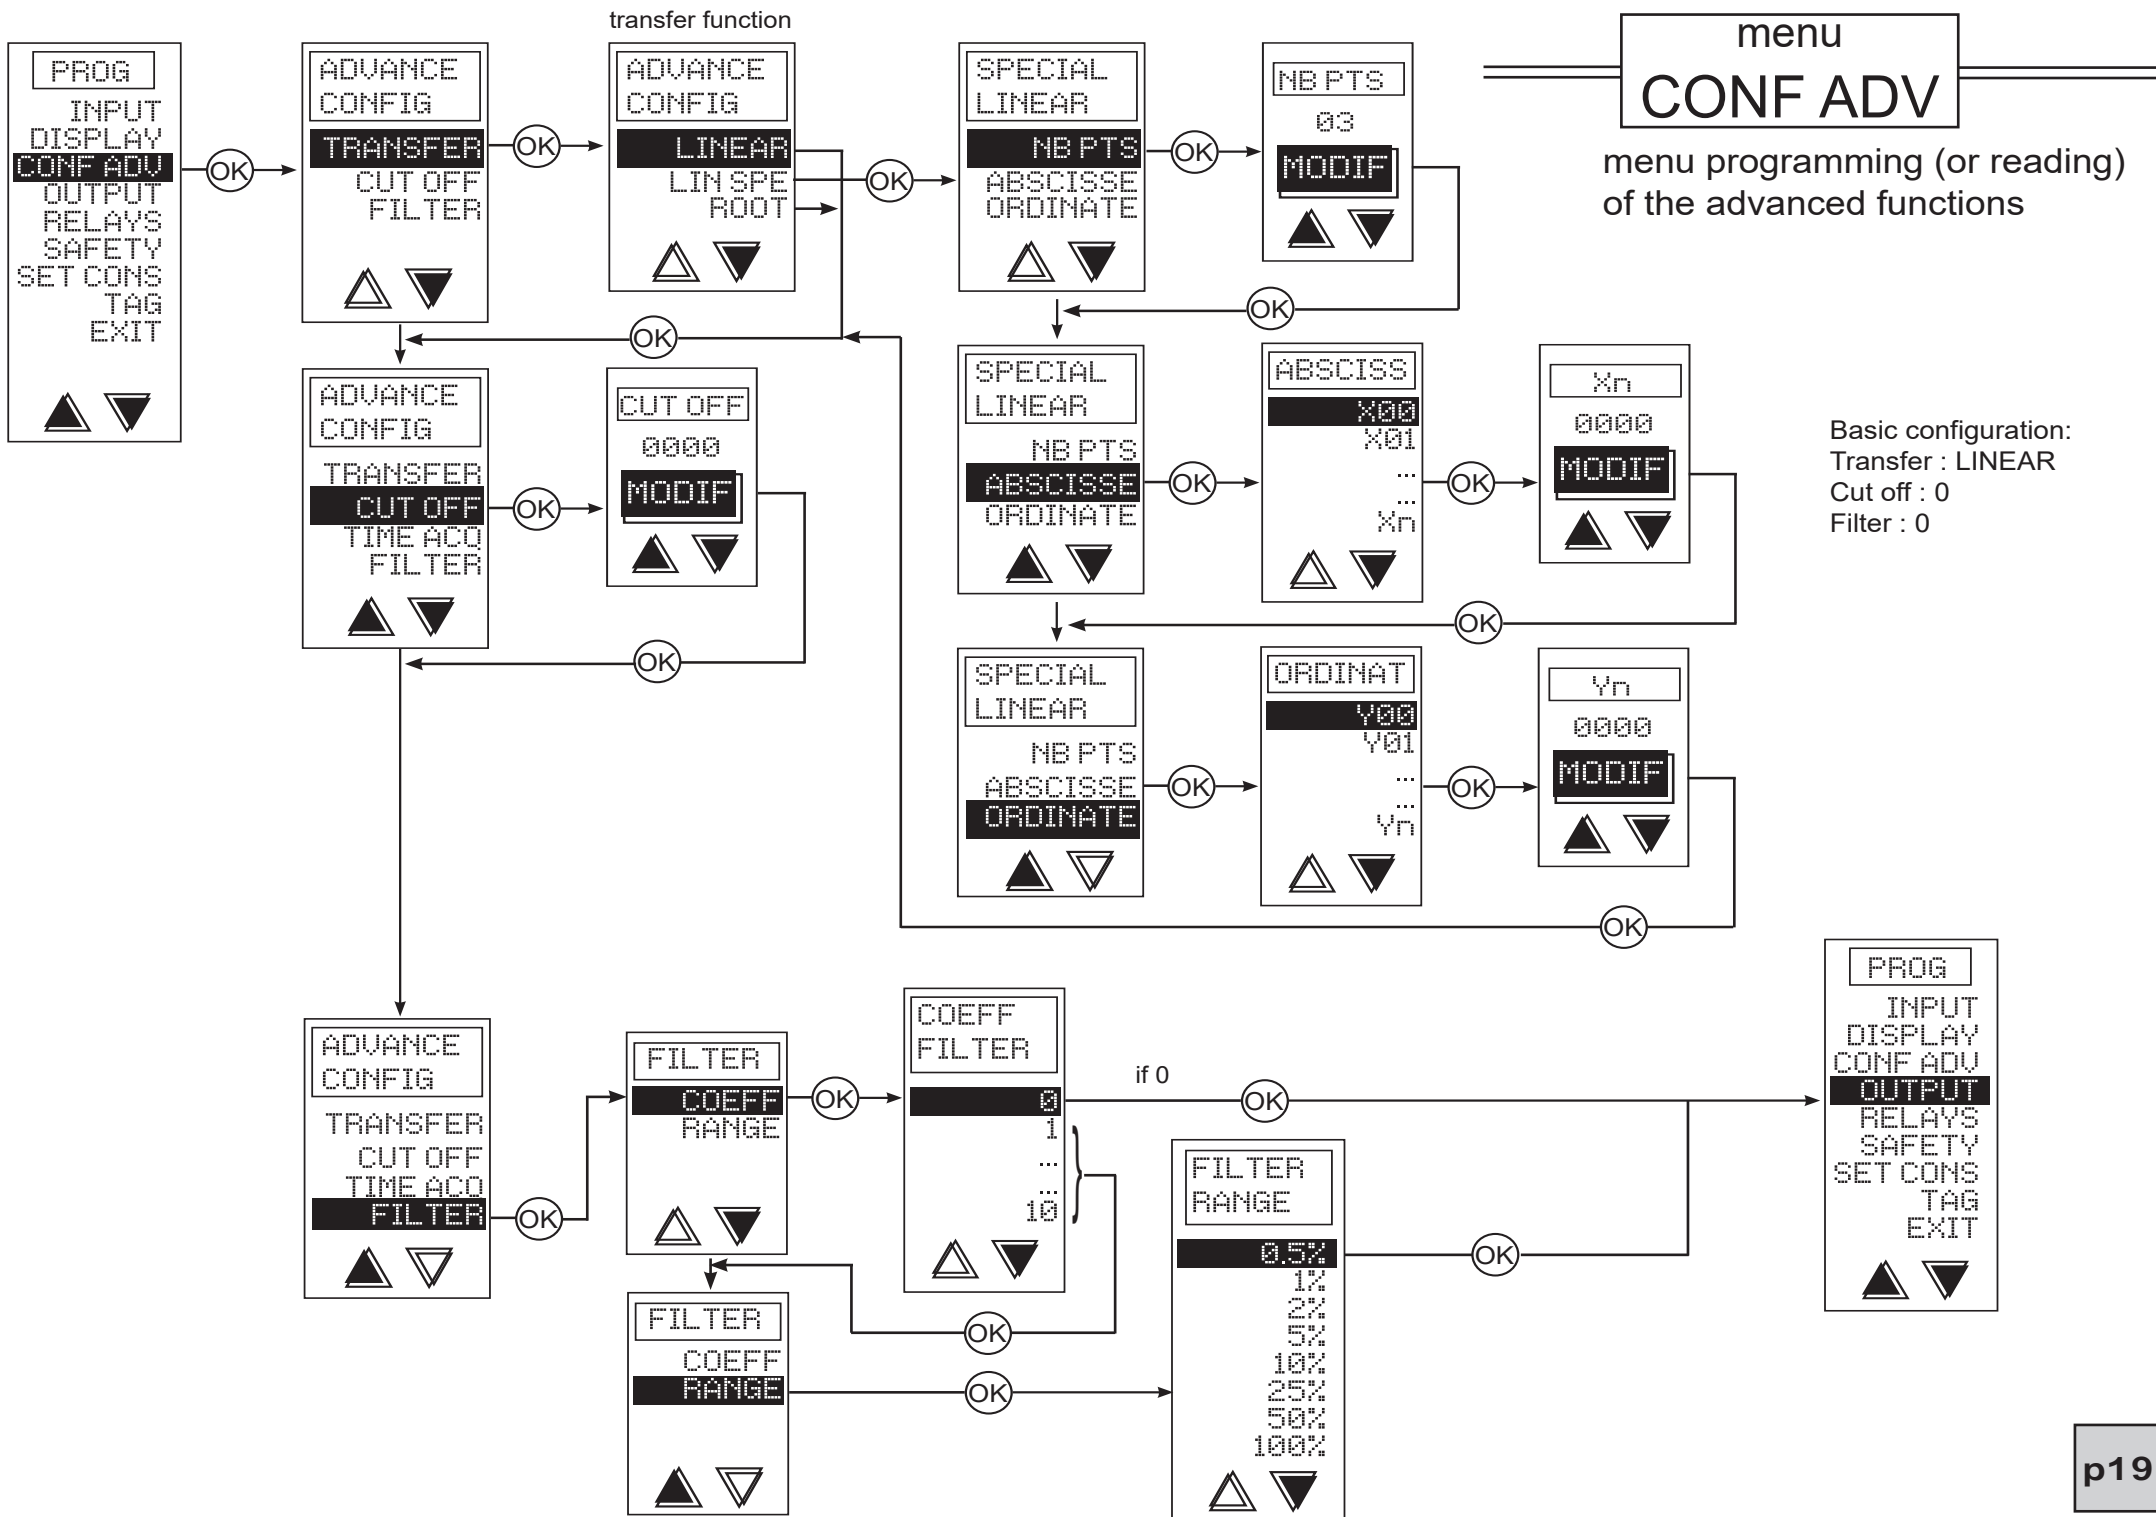 transfer function
menu
CONF ADV
menu programming (or reading)
of the advanced functions
PROG
INPUT
DISPLAY
CONF ADV
OUTPUT
RELAYS
SAFETY
SET CONS
TAG
EXIT
OK
ADVANCE
CONFIG
TRANSFER
CUT OFF
FILTER
OK
ADVANCE
CONFIG
LINEAR
LIN SPE
ROOT
OK
SPECIAL
LINEAR
NB PTS
ABSCISSE
ORDINATE
OK
NB PTS
03
MODIF
OK
OK
ADVANCE
CONFIG
TRANSFER
CUT OFF
TIME ACQ
FILTER
OK
CUT OFF
0000
MODIF
OK
SPECIAL
LINEAR
NB PTS
ABSCISSE
ORDINATE
OK
ABSCISS
X00
X01
...
...
Xn
OK
Xn
0000
MODIF
OK
Basic configuration:
Transfer : LINEAR
Cut off : 0
Filter : 0
SPECIAL
LINEAR
NB PTS
ABSCISSE
ORDINATE
OK
ORDINAT
Y00
Y01
...
...
Yn
OK
Yn
0000
MODIF
OK
ADVANCE
CONFIG
TRANSFER
CUT OFF
TIME ACQ
FILTER
OK
FILTER
COEFF
RANGE
OK
COEFF
FILTER
0
1
...
...
10
if 0
OK
OK
FILTER
COEFF
RANGE
OK
FILTER
RANGE
0.5%
1%
2%
5%
10%
25%
50%
100%
OK
PROG
INPUT
DISPLAY
CONF ADV
OUTPUT
RELAYS
SAFETY
SET CONS
TAG
EXIT
p19